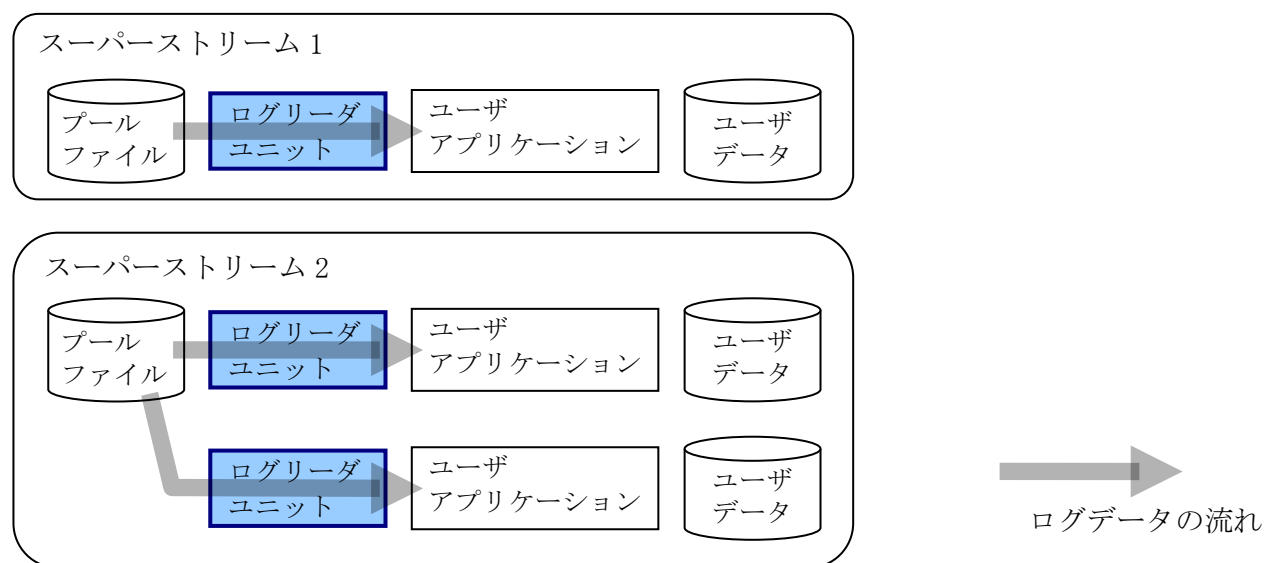 スーパーストリーム1
プール
ファイル
ログリーダ
ユニット
ユーザ
アプリケーション
ユーザ
データ
スーパーストリーム2
プール
ファイル
ログリーダ
ユニット
ユーザ
アプリケーション
ユーザ
データ
ログリーダ
ユニット
ユーザ
アプリケーション
ユーザ
データ
ログデータの流れ